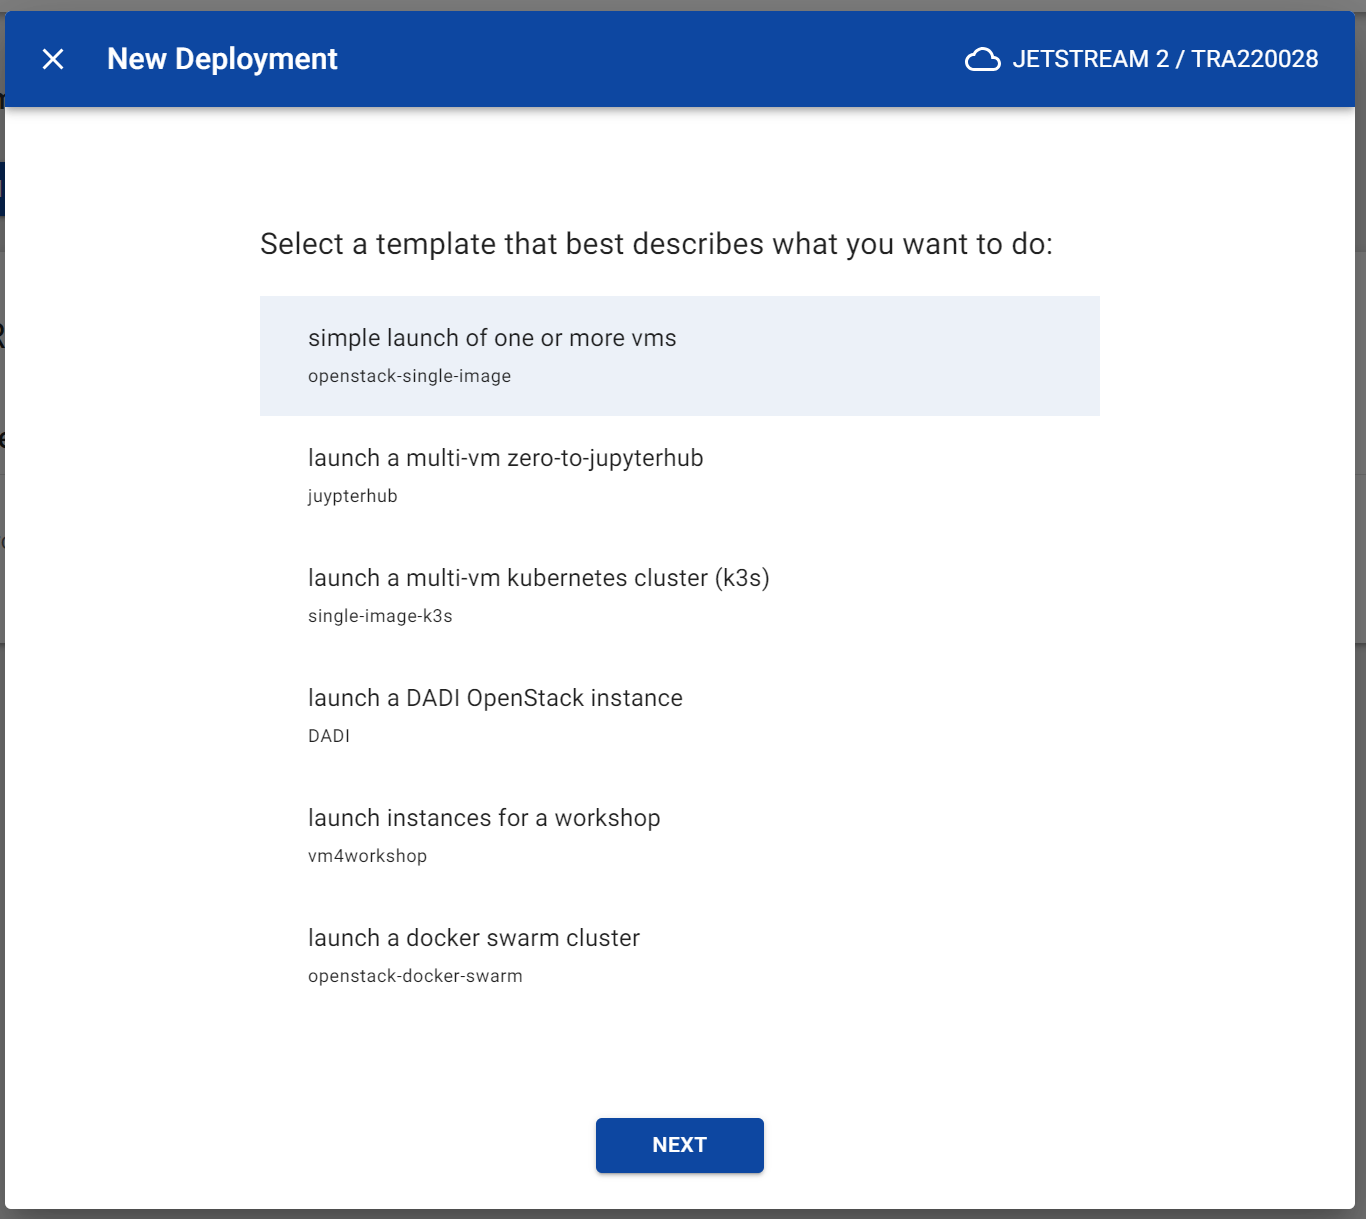 New Deployment
JETSTREAM 2 / TRA220028
Select a template that best describes what you want to do:
simple launch of one or more vms
openstack-single-image
launch a multi-vm zero-to-jupyterhub
juypterhub
launch a multi-vm kubernetes cluster (k3s)
single-image-k3s
launch a DADI OpenStack instance
DADI
launch instances for a workshop
vm4workshop
launch a docker swarm cluster
openstack-docker-swarm
NEXT